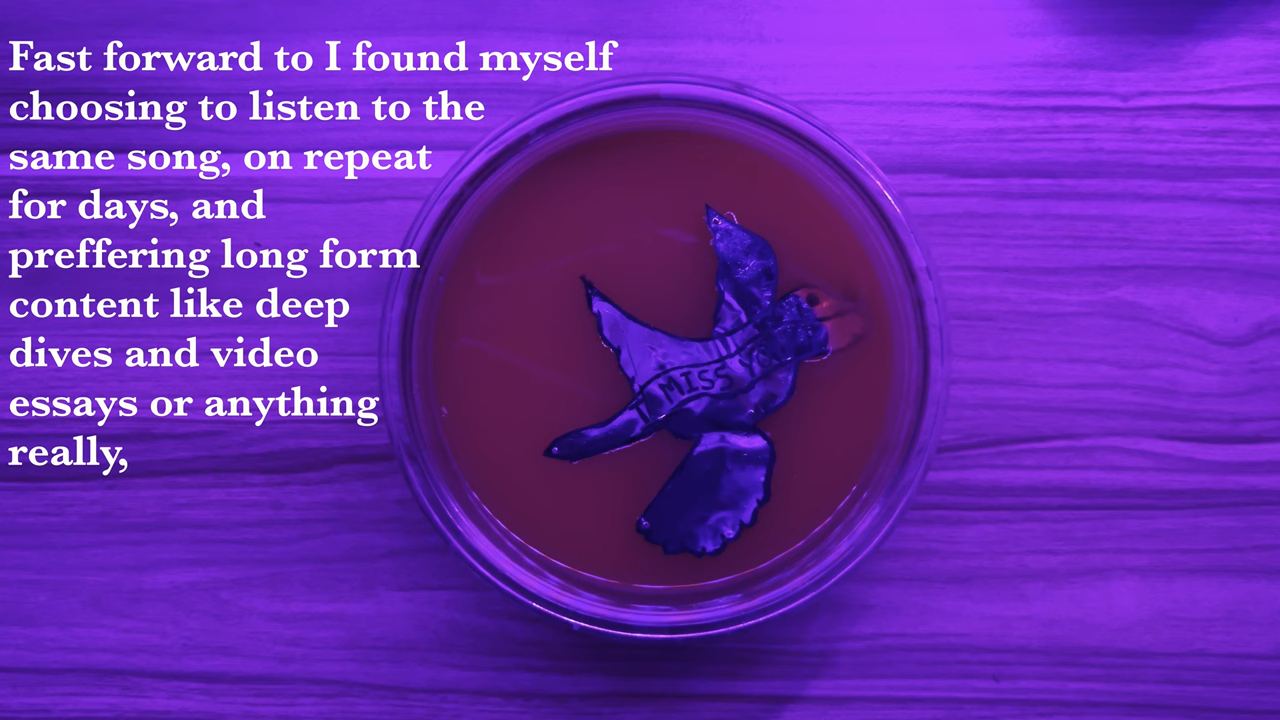 Fast forward to I found myself
choosing to listen to the
same song, on repeat
for days, and
preffering long form
content like deep
dives and video
essays or anything
really,
MISS